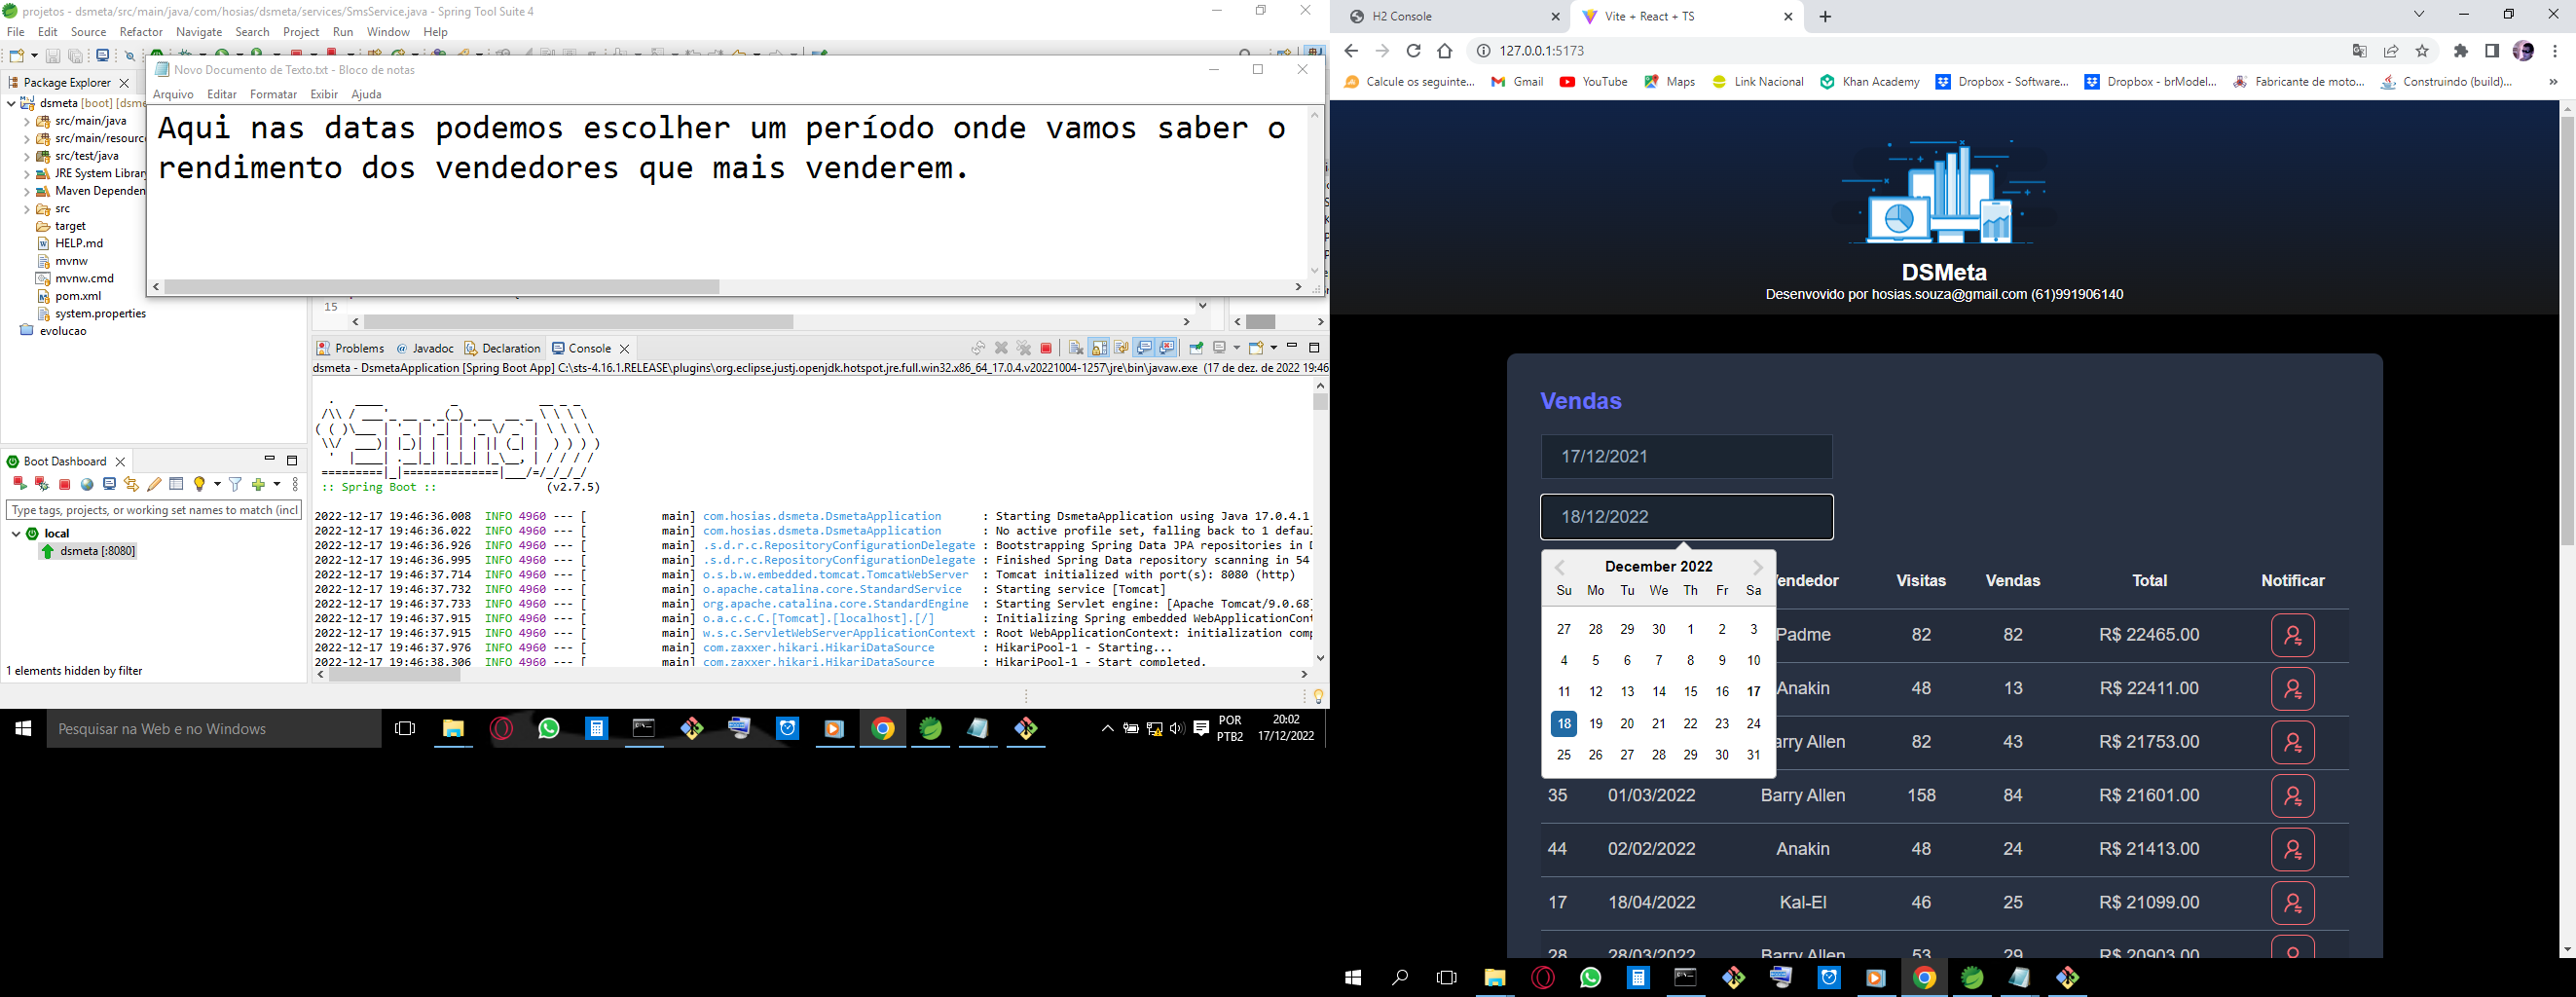 projetos - dsmeta/src/main/java/com/hosias/dsmeta/services/SmsService.java - Spring Tool Suite 4
File Edit Source Refactor Navigate Search Project Run Window Help
Package Explorer
dsmeta [boot] [dsme
src/main/java
src/main/resourc
src/test/java
JRE System Library
Maven Dependen
src
target
HELP.md
mvnw
mvnw.cmd
pom.xml
system.properties
evolucao
Novo Documento de Texto.txt - Bloco de notas
Arquivo Editar Formatar Exibir Ajuda
Aqui nas datas podemos escolher um período onde vamos saber o
rendimento dos vendedores que mais venderem.
15
Problems Javadoc Declaration Console
dsmeta - DsmetaApplication [Spring Boot App] C:\sts-4.16.1.RELEASE\plugins\org.eclipse.justj.openjdk.hotspot.jre.full.win32.x86_64_17.0.4.v20221004-1257\jre\bin\javaw.exe (17 de dez. de 2022 19:46
Spring
:: Spring Boot :: (v2.7.5)
2022-12-17 19:46:36.008 INFO 4960 --- [ main] com.hosias.dsmeta.DsmetaApplication : Starting DsmetaApplication using Java 17.0.4.1
2022-12-17 19:46:36.022 INFO 4960 --- [ main] com.hosias.dsmeta.DsmetaApplication : No active profile set, falling back to 1 defaul
2022-12-17 19:46:36.926 INFO 4960 --- [ main] .s.d.r.c.RepositoryConfigurationDelegate : Bootstrapping Spring Data JPA repositories in D
2022-12-17 19:46:36.995 INFO 4960 --- [ main] .s.d.r.c.RepositoryConfigurationDelegate : Finished Spring Data repository scanning in 54
2022-12-17 19:46:37.714 INFO 4960 --- [ main] o.s.b.w.embedded.tomcat.TomcatWebServer : Tomcat initialized with port(s): 8080 (http)
2022-12-17 19:46:37.732 INFO 4960 --- [ main] o.apache.catalina.core.StandardService : Starting service [Tomcat]
2022-12-17 19:46:37.733 INFO 4960 --- [ main] org.apache.catalina.core.StandardEngine : Starting Servlet engine: [Apache Tomcat/9.0.68]
2022-12-17 19:46:37.915 INFO 4960 --- [ main] o.a.c.c.C.[Tomcat].[localhost].[/] : Initializing Spring embedded WebApplicationCont
2022-12-17 19:46:37.915 INFO 4960 --- [ main] w.s.c.ServletWebServerApplicationContext : Root WebApplicationContext: initialization comp
2022-12-17 19:46:37.976 INFO 4960 --- [ main] com.zaxxer.hikari.HikariDataSource : HikariPool-1 - Starting...
2022-12-17 19:46:38.306 INFO 4960 --- [ main] com.zaxxer.hikari.HikariDataSource : HikariPool-1 - Start completed.
Boot Dashboard
Type tags, projects, or working set names to match (incl
local
dsmeta [:8080]
1 elements hidden by filter
Pesquisar na Web e no Windows
POR
PTB2
20:02
17/12/2022
H2 Console
Vite + React + TS
127.0.0.1:5173
Calcule os seguinte... Gmail YouTube Maps Link Nacional Khan Academy Dropbox - Software... Dropbox - brModel... Fabricante de moto... Construindo (build)... »
DSMeta
Desenvovido por hosias.souza@gmail.com (61)991906140
Vendas
17/12/2021
18/12/2022
December 2022
Su Mo Tu We Th Fr Sa
27 28 29 30 1 2 3
4 5 6 7 8 9 10
11 12 13 14 15 16 17
18 19 20 21 22 23 24
25 26 27 28 29 30 31
endedor Visitas Vendas Total Notificar
Padme 82 82 R$ 22465.00
Anakin 48 13 R$ 22411.00
arry Allen 82 43 R$ 21753.00
35 01/03/2022 Barry Allen 158 84 R$ 21601.00
44 02/02/2022 Anakin 48 24 R$ 21413.00
17 18/04/2022 Kal-El 46 25 R$ 21099.00
28 28/03/2022 Barry Allen 53 29 R$ 20903.00